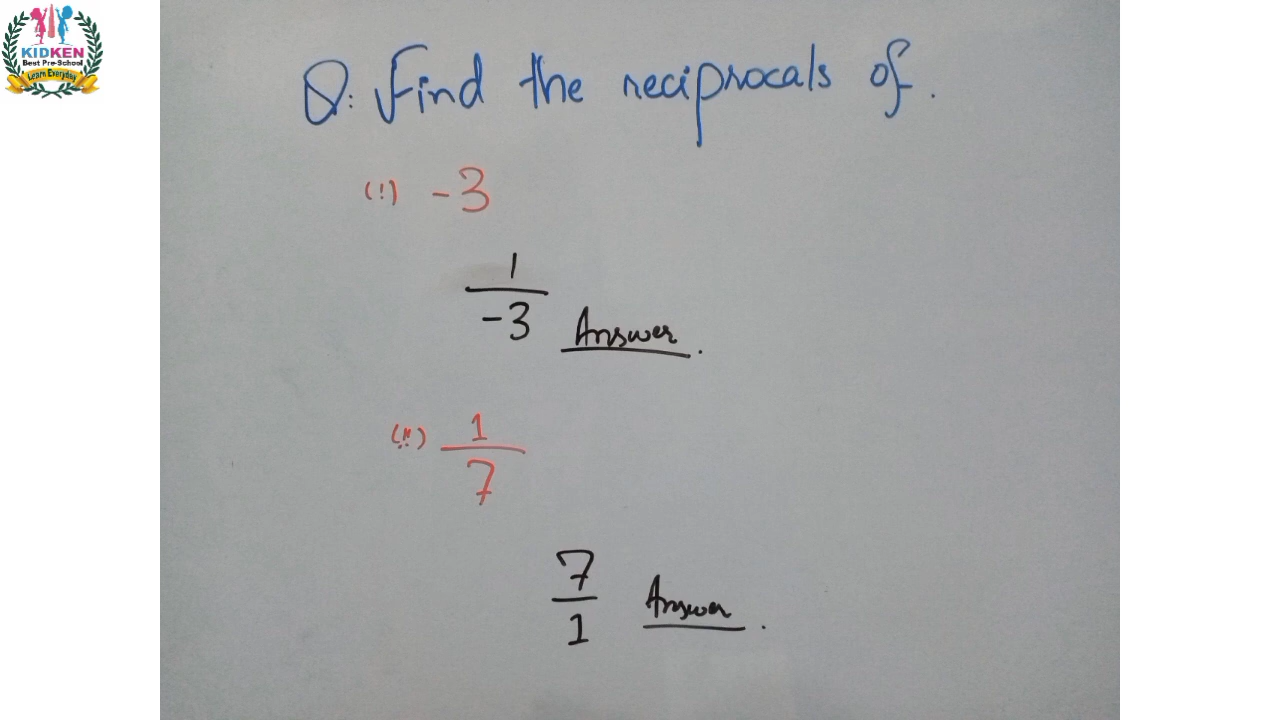 KIDKEN
Best Pre-School
Learn Everyday
Q: Find the reciprocals of.
(i) -3
1
-3 Answer.
(ii) 1
7
7
1 Answer.